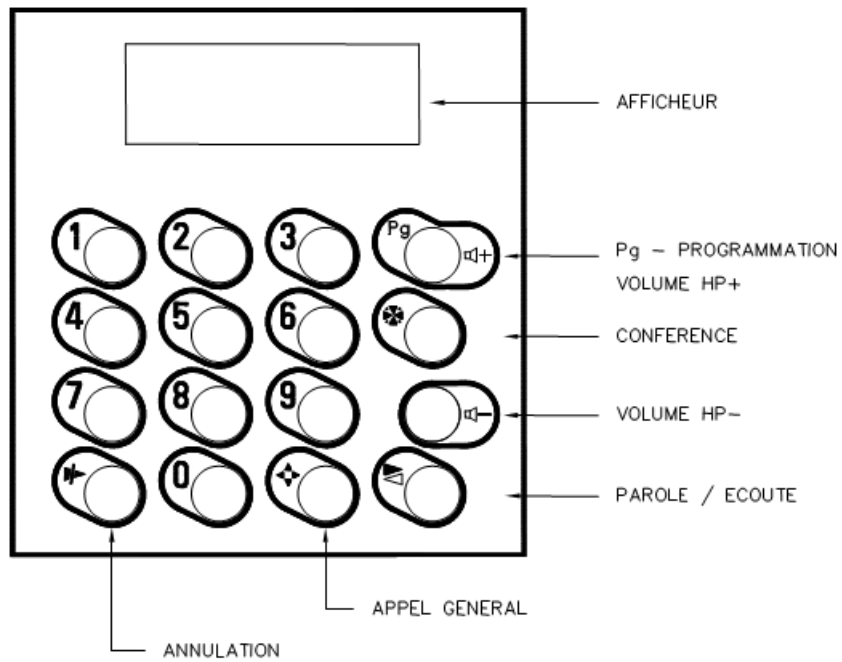 AFFICHEUR
1 2 3 Pg +
Pg - PROGRAMMATION
VOLUME HP+
4 5 6
CONFERENCE
7 8 9 -
VOLUME HP-
0
PAROLE / ECOUTE
APPEL GENERAL
ANNULATION